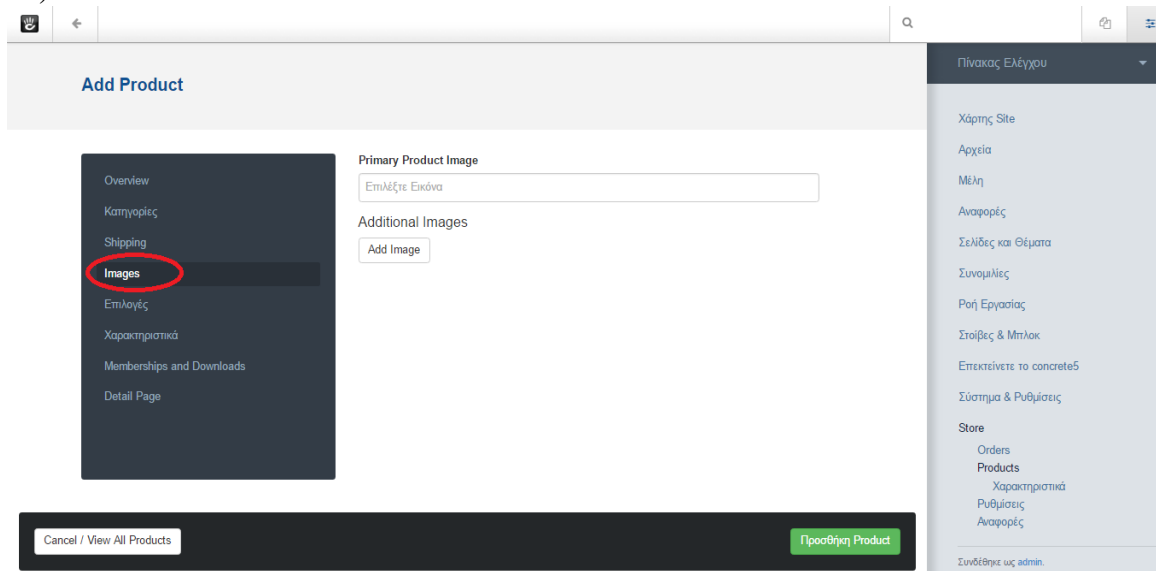 Add Product
Overview
Κατηγορίες
Shipping
Images
Επιλογές
Χαρακτηριστικά
Memberships and Downloads
Detail Page
Primary Product Image
Επιλέξτε Εικόνα
Additional Images
Add Image
Cancel / View All Products
Προσθήκη Product
Πίνακας Ελέγχου
Χάρτης Site
Αρχεία
Μέλη
Αναφορές
Σελίδες και Θέματα
Συνομιλίες
Ροή Εργασίας
Στοίβες & Μπλοκ
Επεκτείνετε το concrete5
Σύστημα & Ρυθμίσεις
Store
Orders
Products
Χαρακτηριστικά
Ρυθμίσεις
Αναφορές
Συνδέθηκε ως admin.